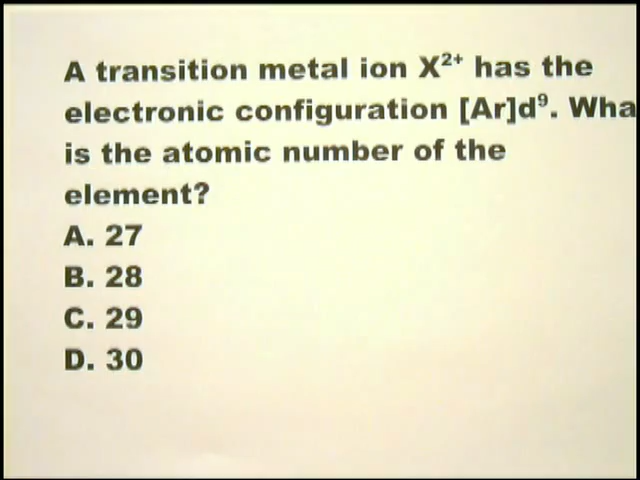 A transition metal ion X²⁺ has the
electronic configuration [Ar]d⁹. Wha
is the atomic number of the
element?
A. 27
B. 28
C. 29
D. 30